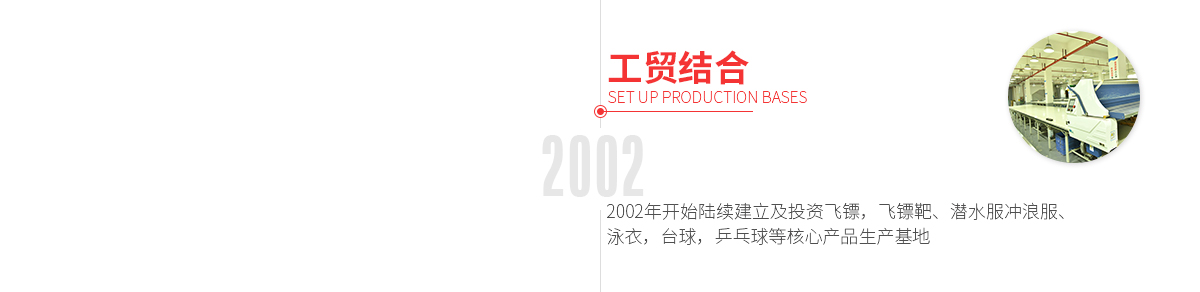 工贸结合
SET UP PRODUCTION BASES
2002
2002年开始陆续建立及投资飞镖，飞镖靶、潜水服冲浪服、
泳衣，台球，乒乓球等核心产品生产基地